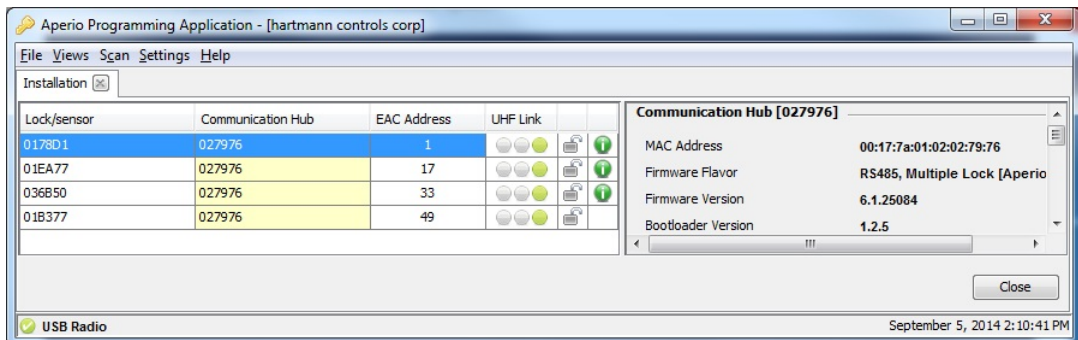 Aperio Programming Application - [hartmann controls corp]
File Views Scan Settings Help
Installation
Lock/sensor Communication Hub EAC Address UHF Link
0178D1 027976 1
01EA77 027976 17
036B50 027976 33
01B377 027976 49
Communication Hub [027976]
MAC Address 00:17:7a:01:02:02:79:76
Firmware Flavor RS485, Multiple Lock [Aperio
Firmware Version 6.1.25084
Bootloader Version 1.2.5
Close
USB Radio September 5, 2014 2:10:41 PM